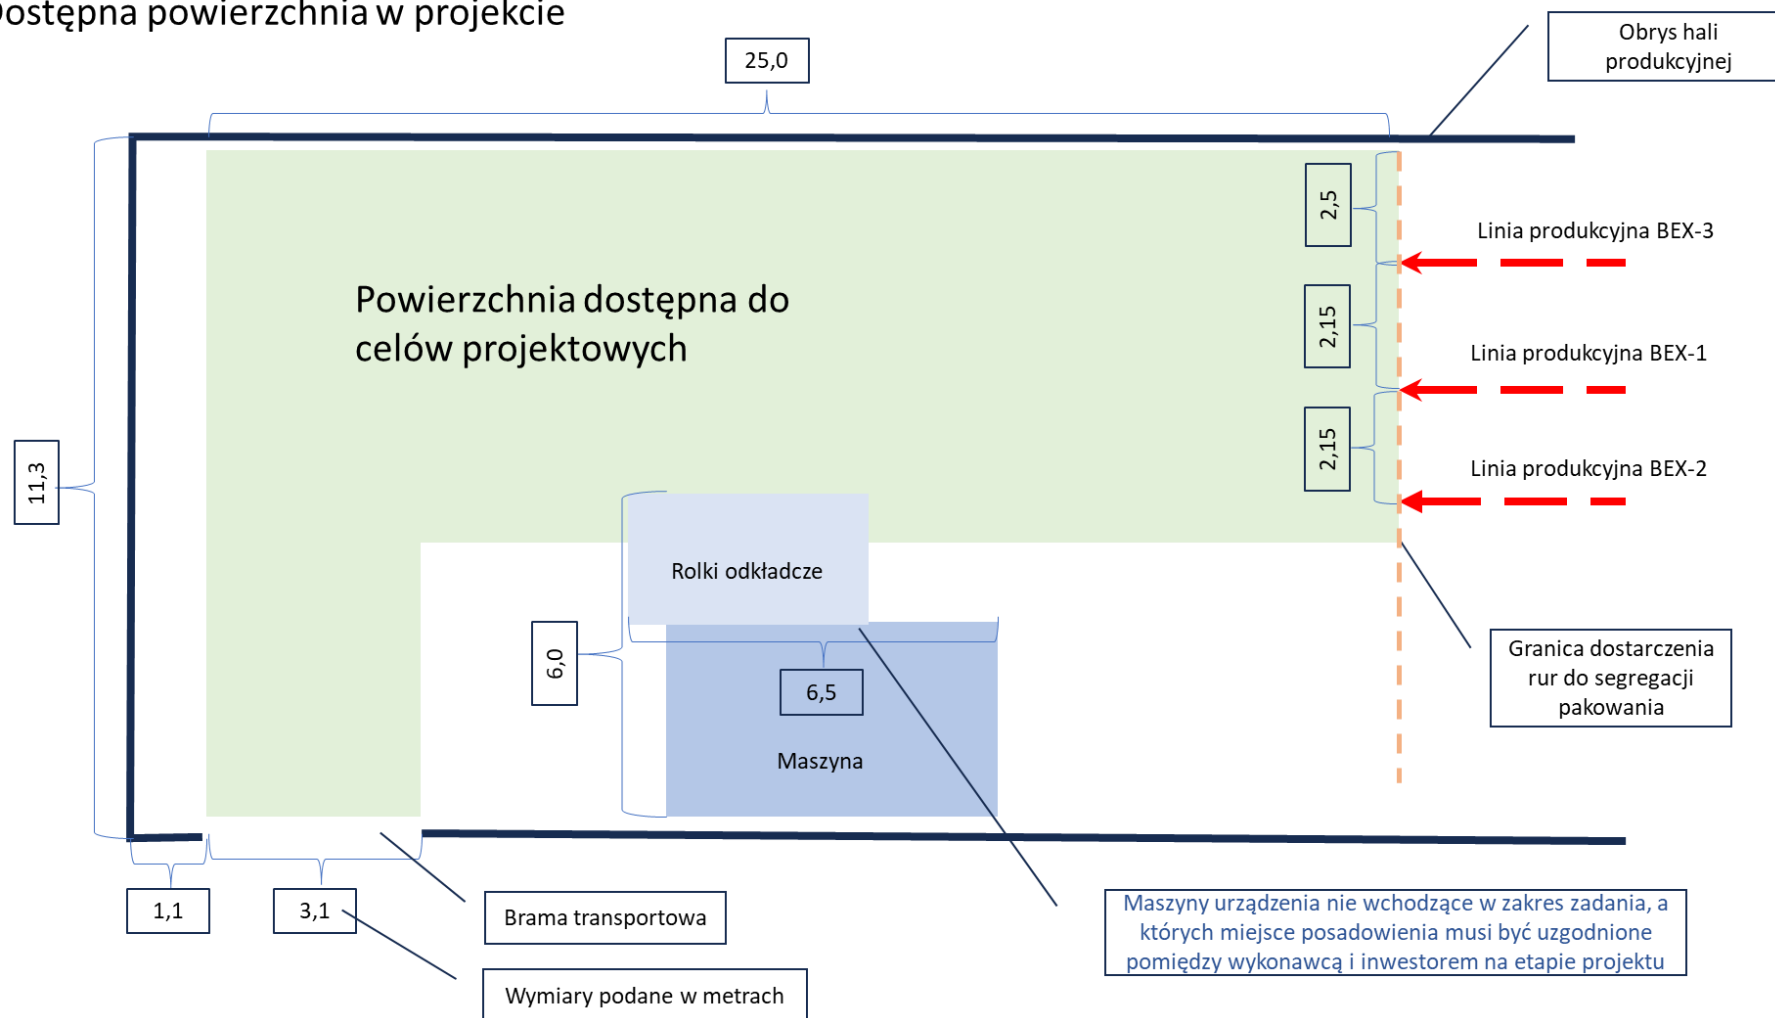 ostępna powierzchnia w projekcie
Obrys hali
produkcyjnej
25,0
2,5
Linia produkcyjna BEX-3
Powierzchnia dostępna do
celów projektowych
2,15
Linia produkcyjna BEX-1
2,15
Linia produkcyjna BEX-2
11,3
Rolki odkładcze
6,0
6,5
Maszyna
Granica dostarczenia
rur do segregacji
pakowania
1,1
3,1
Brama transportowa
Maszyny urządzenia nie wchodzące w zakres zadania, a
których miejsce posadowienia musi być uzgodnione
pomiędzy wykonawcą i inwestorem na etapie projektu
Wymiary podane w metrach